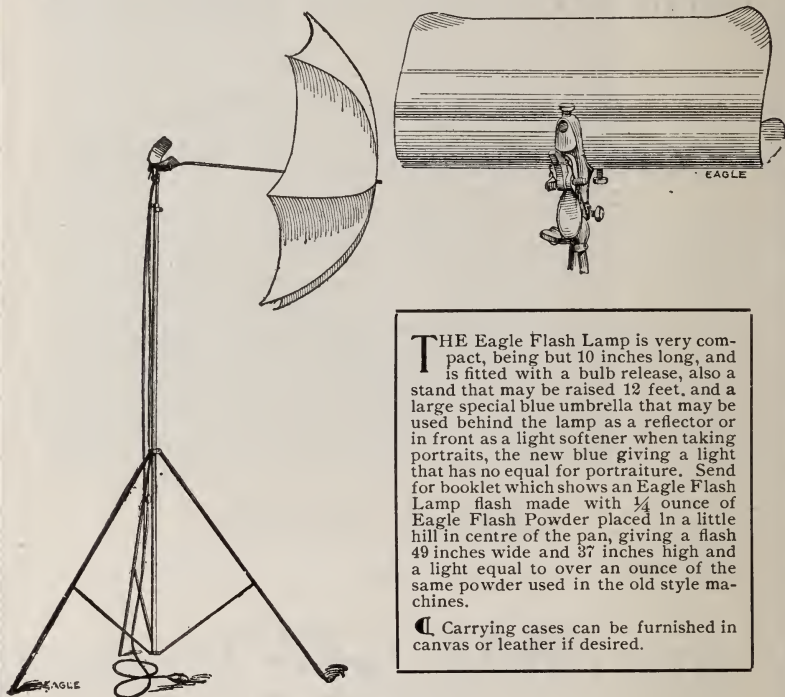 EAGLE
EAGLE
THE Eagle Flash Lamp is very com-
pact, being but 10 inches long, and
is fitted with a bulb release, also a
stand that may be raised 12 feet, and a
large special blue umbrella that may be
used behind the lamp as a reflector or
in front as a light softener when taking
portraits, the new blue giving a light
that has no equal for portraiture. Send
for booklet which shows an Eagle Flash
Lamp flash made with ¼ ounce of
Eagle Flash Powder placed in a little
hill in centre of the pan, giving a flash
49 inches wide and 37 inches high and
a light equal to over an ounce of the
same powder used in the old style ma-
chines.
Carrying cases can be furnished in
canvas or leather if desired.